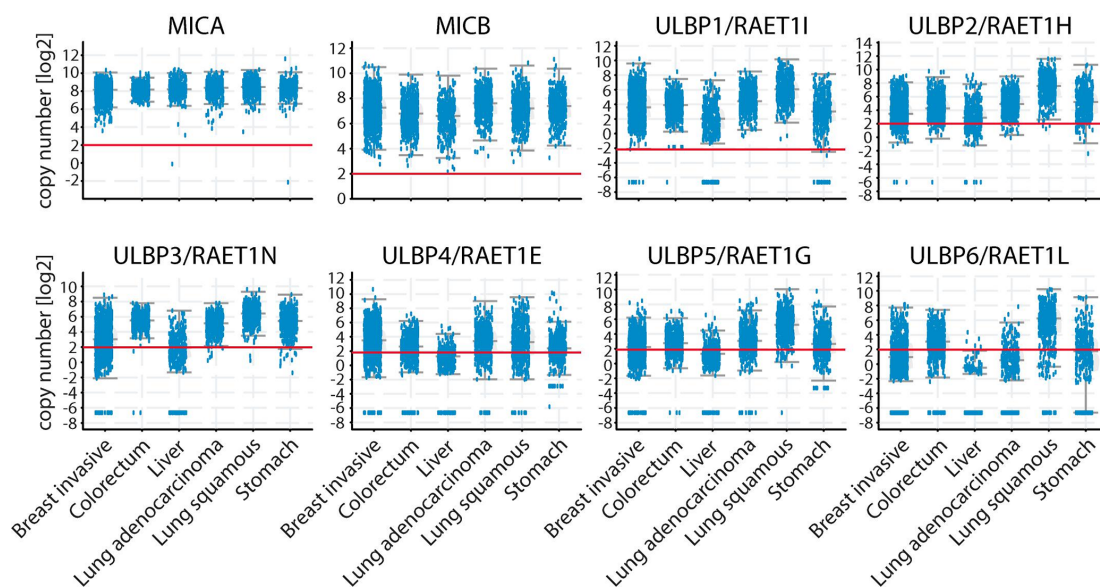 MICA
MICB
ULBP1/RAET1I
ULBP2/RAET1H
copy number [log2]
12
10
8
6
4
2
0
-2
12
10
8
6
4
2
0
12
10
8
6
4
2
0
-2
-4
-6
-8
14
12
10
8
6
4
2
0
-2
-4
-6
-8
ULBP3/RAET1N
ULBP4/RAET1E
ULBP5/RAET1G
ULBP6/RAET1L
copy number [log2]
10
8
6
4
2
0
-2
-4
-6
-8
12
10
8
6
4
2
0
-2
-4
-6
-8
12
10
8
6
4
2
0
-2
-4
-6
-8
12
10
8
6
4
2
0
-2
-4
-6
-8
Breast invasive
Colorectum
Liver
Lung adenocarcinoma
Lung squamous
Stomach
Breast invasive
Colorectum
Liver
Lung adenocarcinoma
Lung squamous
Stomach
Breast invasive
Colorectum
Liver
Lung adenocarcinoma
Lung squamous
Stomach
Breast invasive
Colorectum
Liver
Lung adenocarcinoma
Lung squamous
Stomach